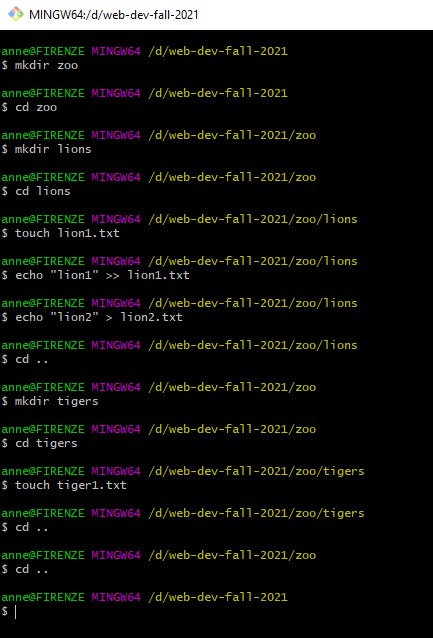 MINGW64:/d/web-dev-fall-2021
anne@FIRENZE MINGW64 /d/web-dev-fall-2021
$ mkdir zoo
anne@FIRENZE MINGW64 /d/web-dev-fall-2021
$ cd zoo
anne@FIRENZE MINGW64 /d/web-dev-fall-2021/zoo
$ mkdir lions
anne@FIRENZE MINGW64 /d/web-dev-fall-2021/zoo
$ cd lions
anne@FIRENZE MINGW64 /d/web-dev-fall-2021/zoo/lions
$ touch lion1.txt
anne@FIRENZE MINGW64 /d/web-dev-fall-2021/zoo/lions
$ echo "lion1" >> lion1.txt
anne@FIRENZE MINGW64 /d/web-dev-fall-2021/zoo/lions
$ echo "lion2" > lion2.txt
anne@FIRENZE MINGW64 /d/web-dev-fall-2021/zoo/lions
$ cd ..
anne@FIRENZE MINGW64 /d/web-dev-fall-2021/zoo
$ mkdir tigers
anne@FIRENZE MINGW64 /d/web-dev-fall-2021/zoo
$ cd tigers
anne@FIRENZE MINGW64 /d/web-dev-fall-2021/zoo/tigers
$ touch tiger1.txt
anne@FIRENZE MINGW64 /d/web-dev-fall-2021/zoo/tigers
$ cd ..
anne@FIRENZE MINGW64 /d/web-dev-fall-2021/zoo
$ cd ..
anne@FIRENZE MINGW64 /d/web-dev-fall-2021
$